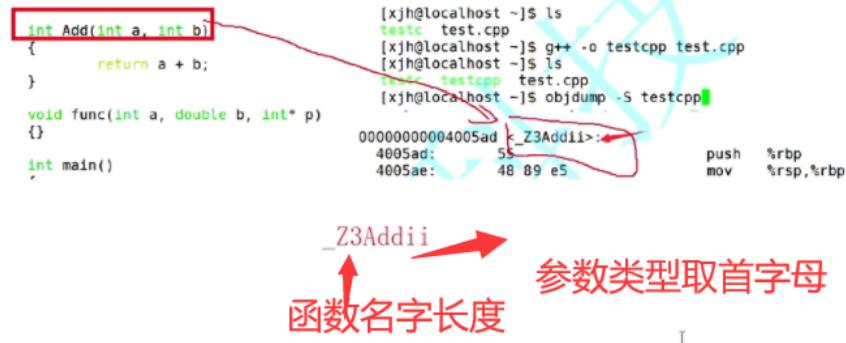 int Add(int a, int b)
{
return a + b;
}
void func(int a, double b, int* p)
{}
int main()
[xjh@localhost ~]$ ls
testc testcpp test.cpp
[xjh@localhost ~]$ g++ -o testcpp test.cpp
[xjh@localhost ~]$ ls
testc testcpp test.cpp
[xjh@localhost ~]$ objdump -S testcpp
00000000004005ad <_Z3Addii>:
4005ad: 55 push %rbp
4005ae: 48 89 e5 mov %rsp,%rbp
_Z3Addii
参数类型取首字母
函数名字长度